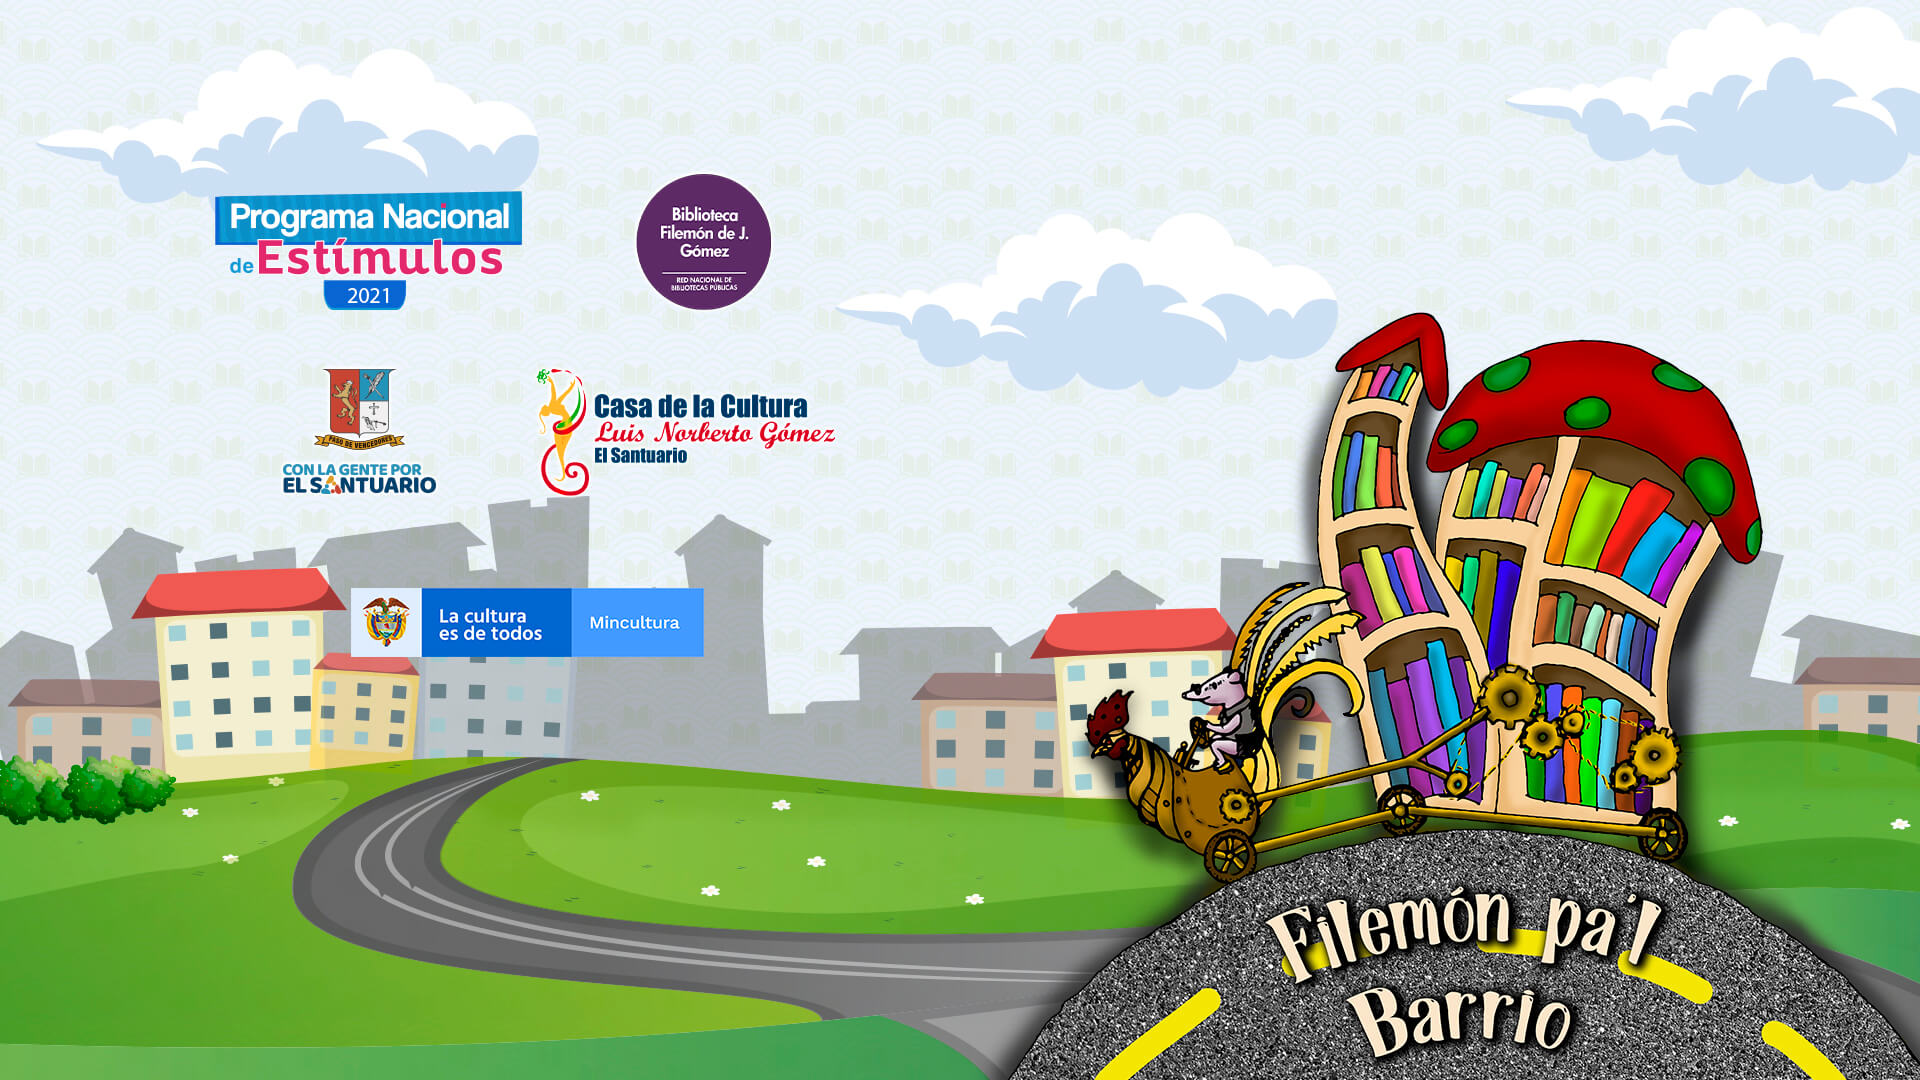 Programa Nacional
de Estímulos
2021
Biblioteca
Filemón de J.
Gómez
RED NACIONAL DE
BIBLIOTECAS PÚBLICAS
PASO DE VENCEDORES
CON LA GENTE POR
EL SANTUARIO
Casa de la Cultura
Luis Norberto Gómez
El Santuario
La cultura
es de todos
Mincultura
Filemón pa'l
Barrio